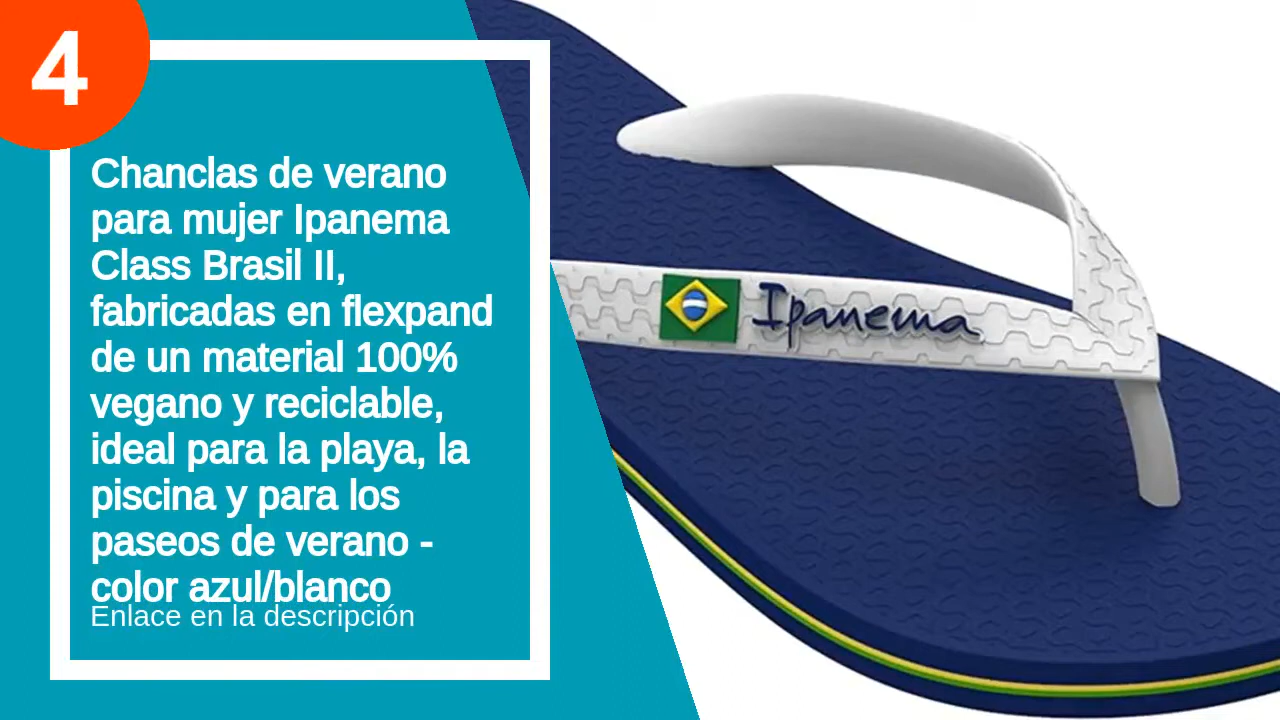 4
Chanclas de verano
para mujer Ipanema
Class Brasil II,
fabricadas en flexpand
de un material 100%
vegano y reciclable,
ideal para la playa, la
piscina y para los
paseos de verano -
color azul/blanco
Enlace en la descripción
Ipanema